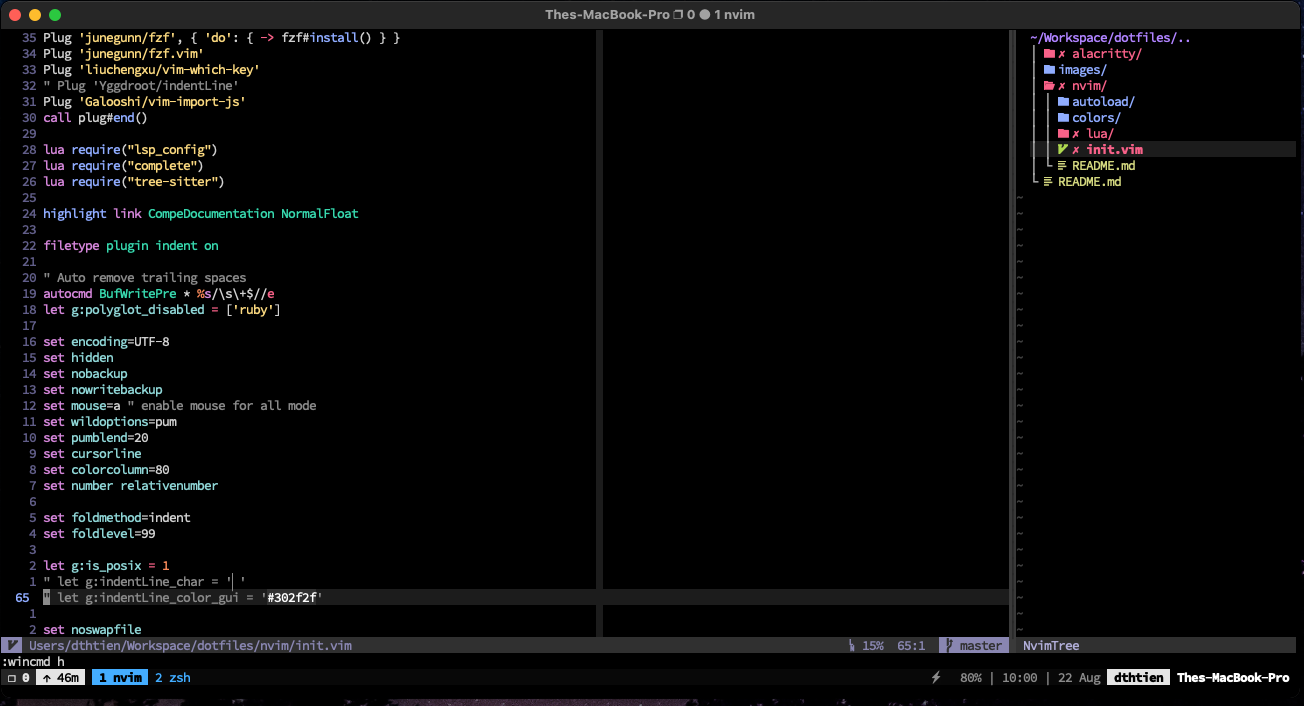 Thes-MacBook-Pro ❐ 0 ● 1 nvim
35 Plug 'junegunn/fzf', { 'do': { -> fzf#install() } }
34 Plug 'junegunn/fzf.vim'
33 Plug 'liuchengxu/vim-which-key'
32 " Plug 'Yggdroot/indentLine'
31 Plug 'Galooshi/vim-import-js'
30 call plug#end()
29
28 lua require("lsp_config")
27 lua require("complete")
26 lua require("tree-sitter")
25
24 highlight link CompeDocumentation NormalFloat
23
22 filetype plugin indent on
21
20 " Auto remove trailing spaces
19 autocmd BufWritePre * %s/\s\+$//e
18 let g:polyglot_disabled = ['ruby']
17
16 set encoding=UTF-8
15 set hidden
14 set nobackup
13 set nowritebackup
12 set mouse=a " enable mouse for all mode
11 set wildoptions=pum
10 set pumblend=20
9 set cursorline
8 set colorcolumn=80
7 set number relativenumber
6
5 set foldmethod=indent
4 set foldlevel=99
3
2 let g:is_posix = 1
1 " let g:indentLine_char = '▏'
65 " let g:indentLine_color_gui = '#302f2f'
1
2 set noswapfile
~/Workspace/dotfiles/..
✗ alacritty/
images/
✗ nvim/
autoload/
colors/
✗ lua/
✗ init.vim
README.md
README.md
Users/dthtien/Workspace/dotfiles/nvim/init.vim 15% 65:1 master NvimTree
:wincmd h
❐ 0 ↑ 46m 1 nvim 2 zsh ⚡ 80% | 10:00 | 22 Aug dthtien Thes-MacBook-Pro